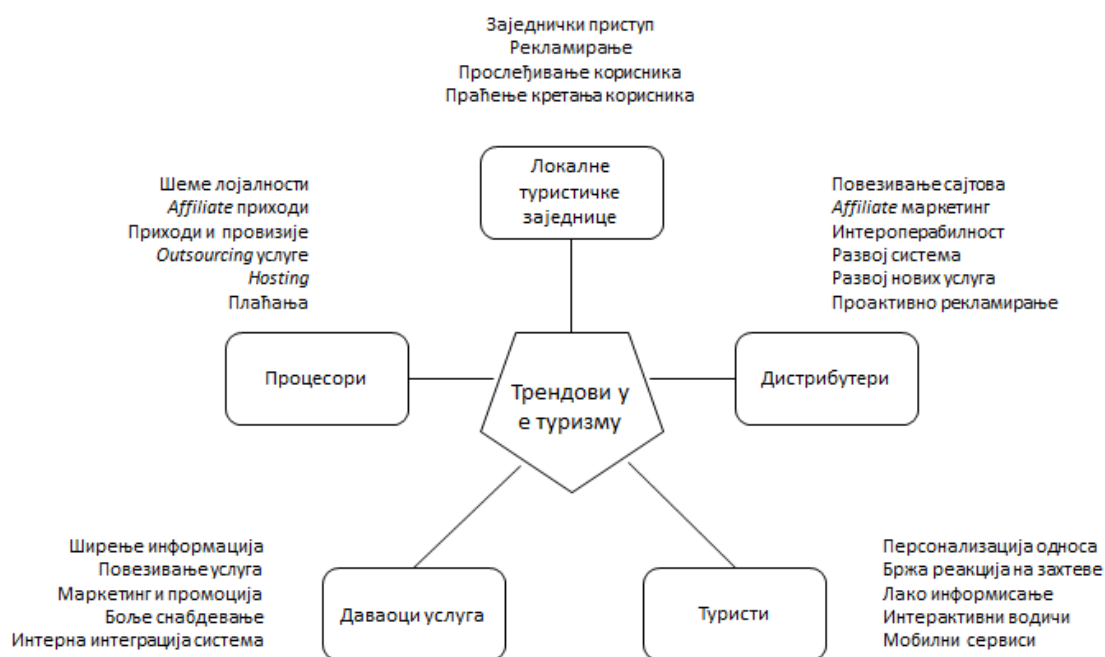 Заједнички приступ
Рекламирање
Прослеђивање корисника
Праћење кретања корисника
Локалне
туристичке
заједнице
Шеме лојалности
Affiliate приходи
Приходи и провизије
Outsourcing услуге
Hosting
Плаћања
Повезивање сајтова
Affiliate маркетинг
Интероперабилност
Развој система
Развој нових услуга
Проактивно рекламирање
Процесори
Трендови у
е туризму
Дистрибутери
Ширење информација
Повезивање услуга
Маркетинг и промоција
Боље снабдевање
Интерна интеграција система
Даваоци услуга
Туристи
Персонализација односа
Бржа реакција на захтеве
Лако информисање
Интерактивни водичи
Мобилни сервиси